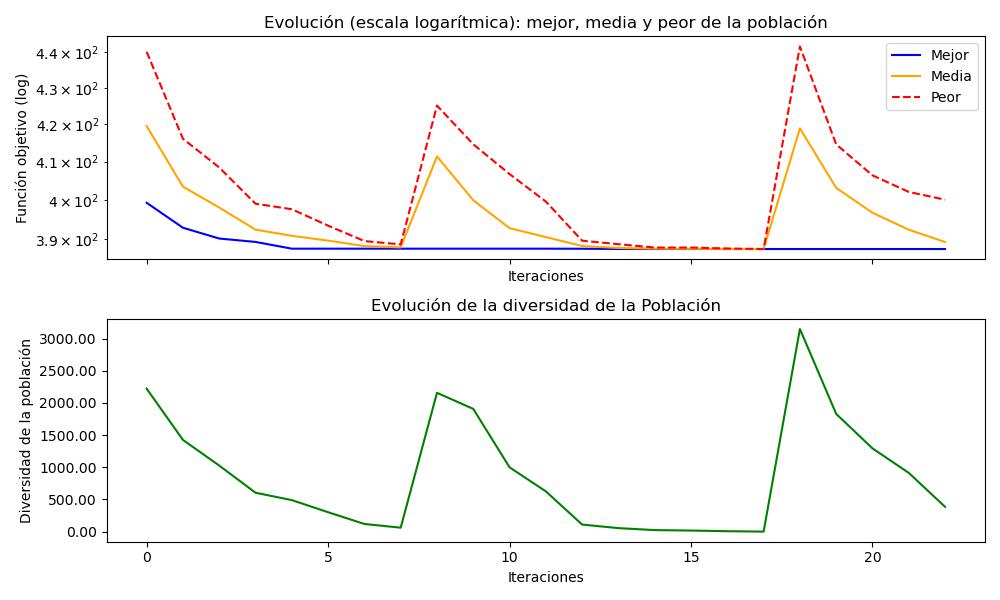 Evolución (escala logarítmica): mejor, media y peor de la población
Función objetivo (log)
4.4 × 10²
4.3 × 10²
4.2 × 10²
4.1 × 10²
4 × 10²
3.9 × 10²
Mejor
Media
Peor
Iteraciones
Evolución de la diversidad de la Población
Diversidad de la población
3000.00
2500.00
2000.00
1500.00
1000.00
500.00
0.00
0 5 10 15 20
Iteraciones